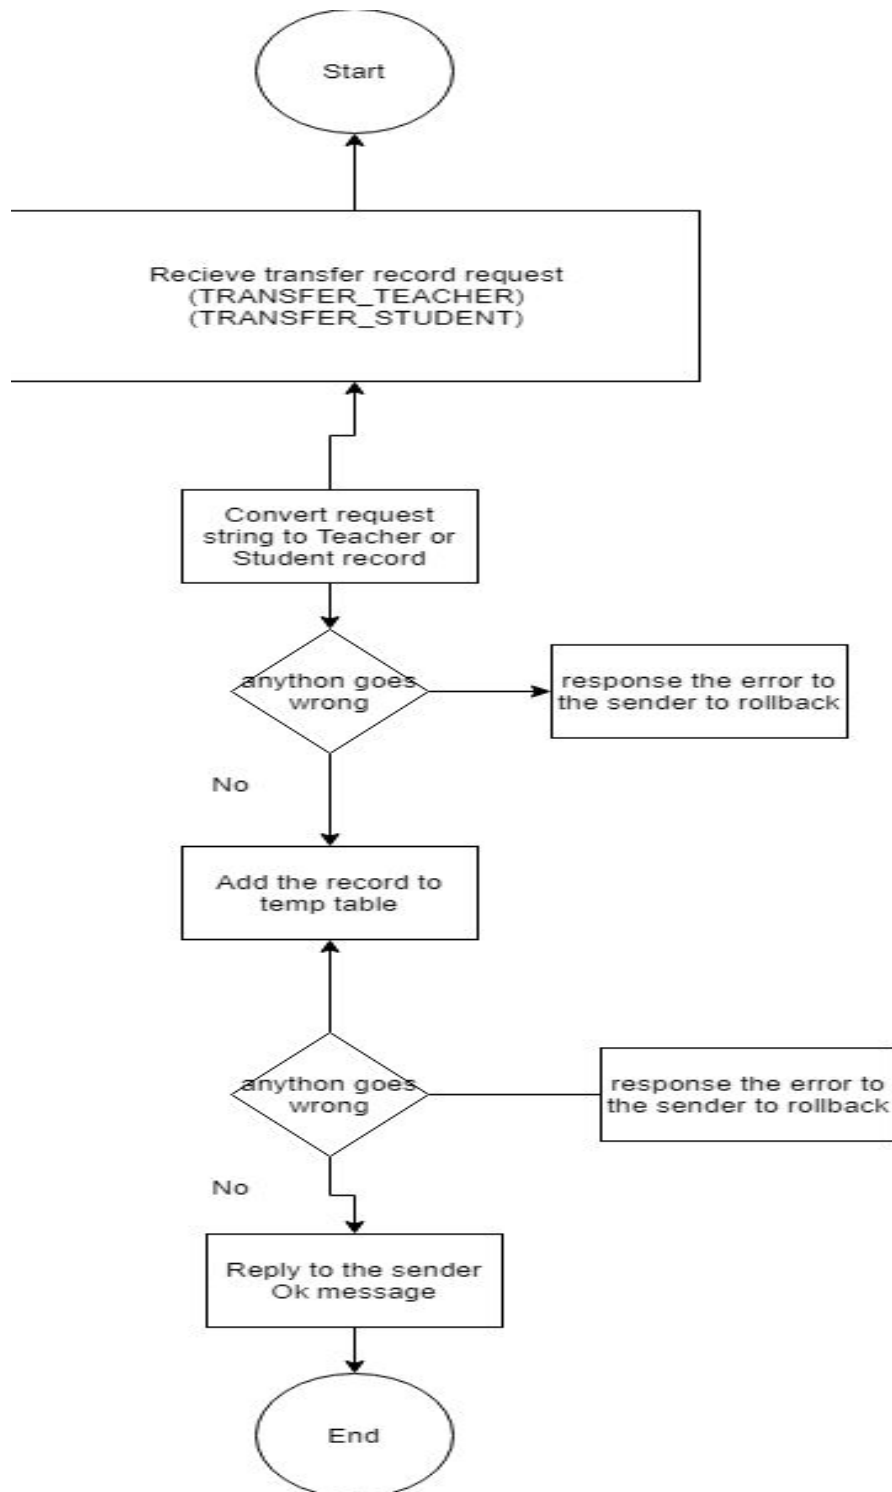 Start
Recieve transfer record request
(TRANSFER_TEACHER)
(TRANSFER_STUDENT)
Convert request
string to Teacher or
Student record
anython goes
wrong
response the error to
the sender to rollback
No
Add the record to
temp table
anython goes
wrong
response the error to
the sender to rollback
No
Reply to the sender
Ok message
End